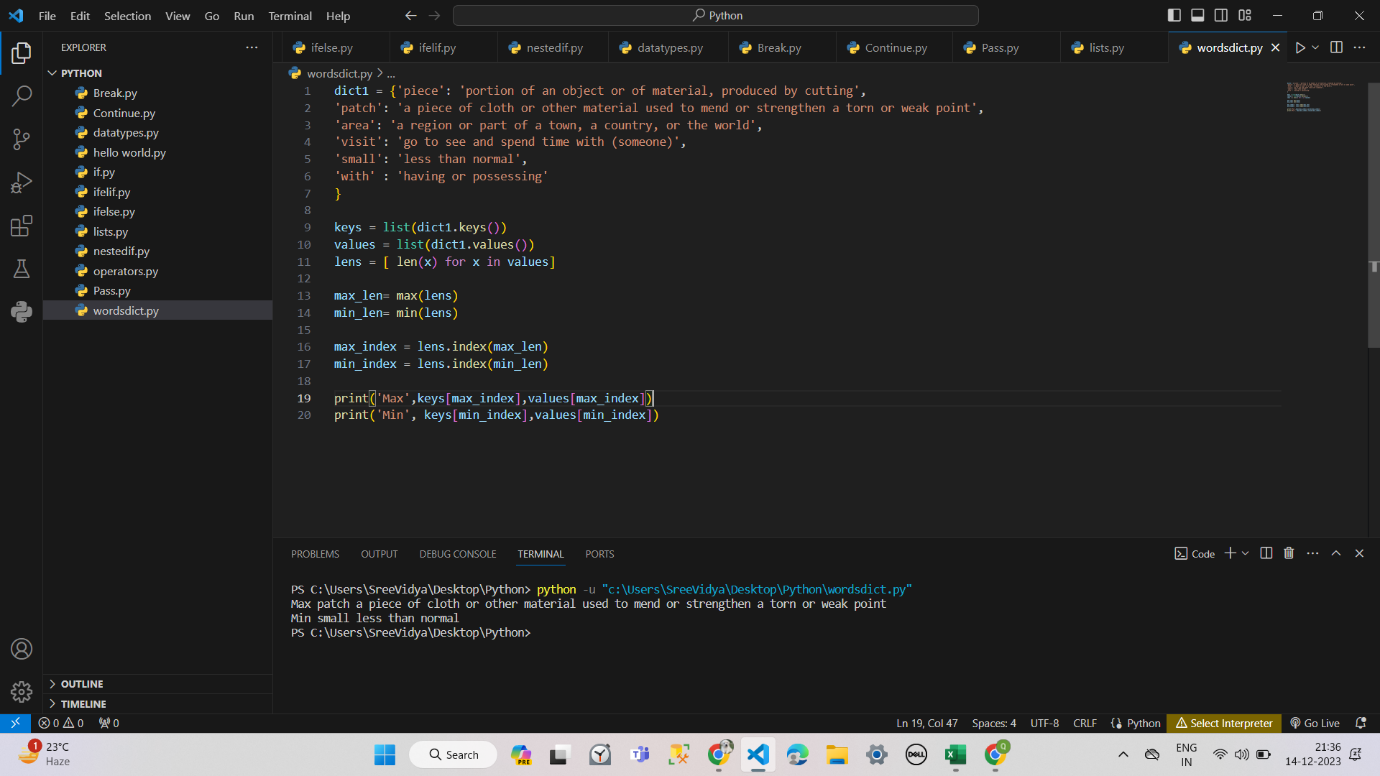 File Edit Selection View Go Run Terminal Help
Python
EXPLORER
PYTHON
Break.py
Continue.py
datatypes.py
hello world.py
if.py
ifelif.py
ifelse.py
lists.py
nestedif.py
operators.py
Pass.py
wordsdict.py
OUTLINE
TIMELINE
ifelse.py ifelif.py nestedif.py datatypes.py Break.py Continue.py Pass.py lists.py wordsdict.py
wordsdict.py > ...
1 dict1 = {'piece': 'portion of an object or of material, produced by cutting',
2 'patch': 'a piece of cloth or other material used to mend or strengthen a torn or weak point',
3 'area': 'a region or part of a town, a country, or the world',
4 'visit': 'go to see and spend time with (someone)',
5 'small': 'less than normal',
6 'with' : 'having or possessing'
7 }
8
9 keys = list(dict1.keys())
10 values = list(dict1.values())
11 lens = [ len(x) for x in values]
12
13 max_len= max(lens)
14 min_len= min(lens)
15
16 max_index = lens.index(max_len)
17 min_index = lens.index(min_len)
18
19 print('Max',keys[max_index],values[max_index])
20 print('Min', keys[min_index],values[min_index])
PROBLEMS OUTPUT DEBUG CONSOLE TERMINAL PORTS
Code
PS C:\Users\SreeVidya\Desktop\Python> python -u "c:\Users\SreeVidya\Desktop\Python\wordsdict.py"
Max patch a piece of cloth or other material used to mend or strengthen a torn or weak point
Min small less than normal
PS C:\Users\SreeVidya\Desktop\Python>
0 0 0 Ln 19, Col 47 Spaces: 4 UTF-8 CRLF Python Select Interpreter Go Live
1 23°C
Haze
Search
PRE
DELL
Q
ENG
IN
21:36
14-12-2023